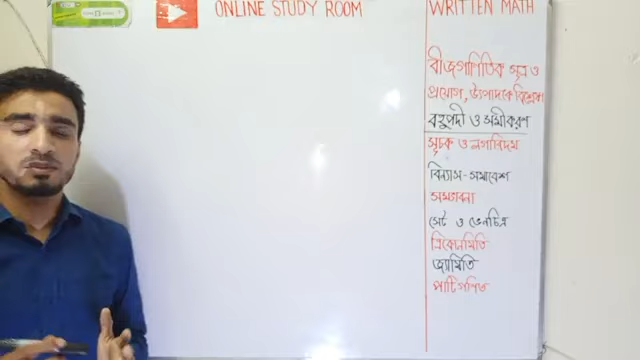 ONLINE STUDY ROOM
WRITTEN MATH
বীজগাণিতিক সূত্র ও
প্রয়োগ, উৎপাদকে বিশ্লেষণ
বহুপদী ও সমীকরণ
সূচক ও লগারিদম
বিন্যাস-সমাবেশ
সম্ভাবনা
সেট ও ভেনচিত্র
ত্রিকোনমিতি
জ্যামিতি
পাটিগণিত